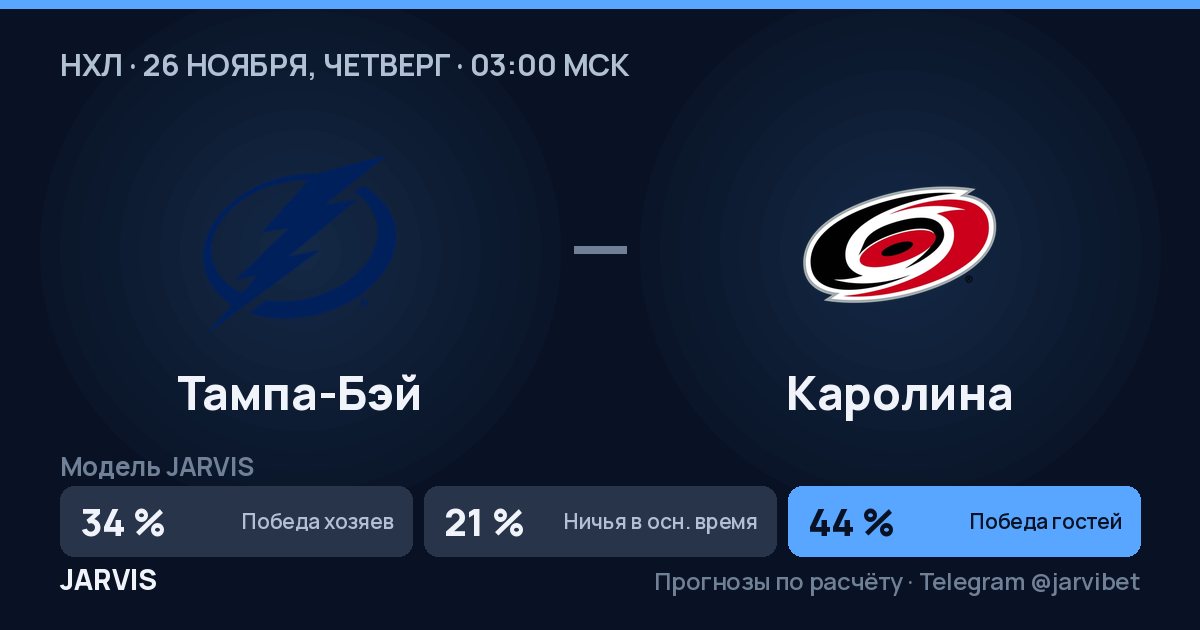 НХЛ · 26 НОЯБРЯ, ЧЕТВЕРГ · 03:00 МСК
—
Тампа-Бэй
Каролина
Модель JARVIS
34 % Победа хозяев
21 % Ничья в осн. время
44 % Победа гостей
JARVIS
Прогнозы по расчёту · Telegram @jarvibet